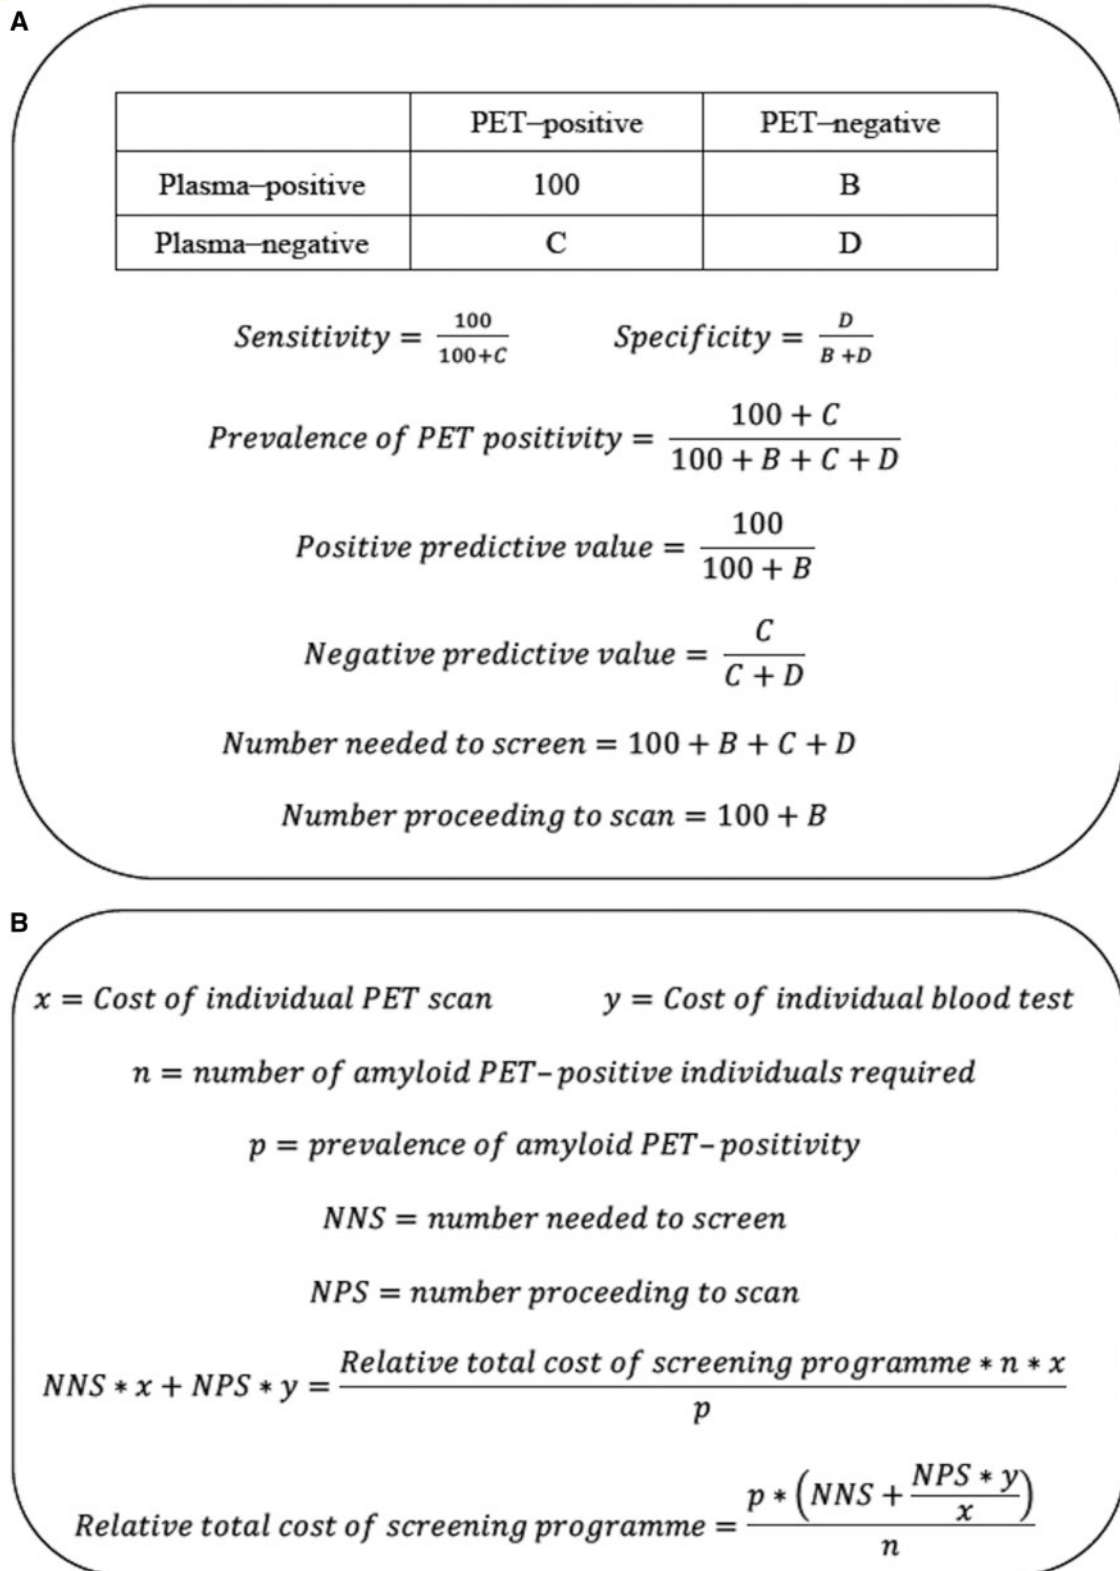 A
PET–positive PET–negative
Plasma–positive 100 B
Plasma–negative C D
Sensitivity = 100 / 100+C Specificity = D / B +D
Prevalence of PET positivity = 100 + C / 100 + B + C + D
Positive predictive value = 100 / 100 + B
Negative predictive value = C / C + D
Number needed to screen = 100 + B + C + D
Number proceeding to scan = 100 + B
B
x = Cost of individual PET scan y = Cost of individual blood test
n = number of amyloid PET–positive individuals required
p = prevalence of amyloid PET–positivity
NNS = number needed to screen
NPS = number proceeding to scan
NNS * x + NPS * y = Relative total cost of screening programme * n * x / p
Relative total cost of screening programme = p * (NNS + NPS * y / x) / n